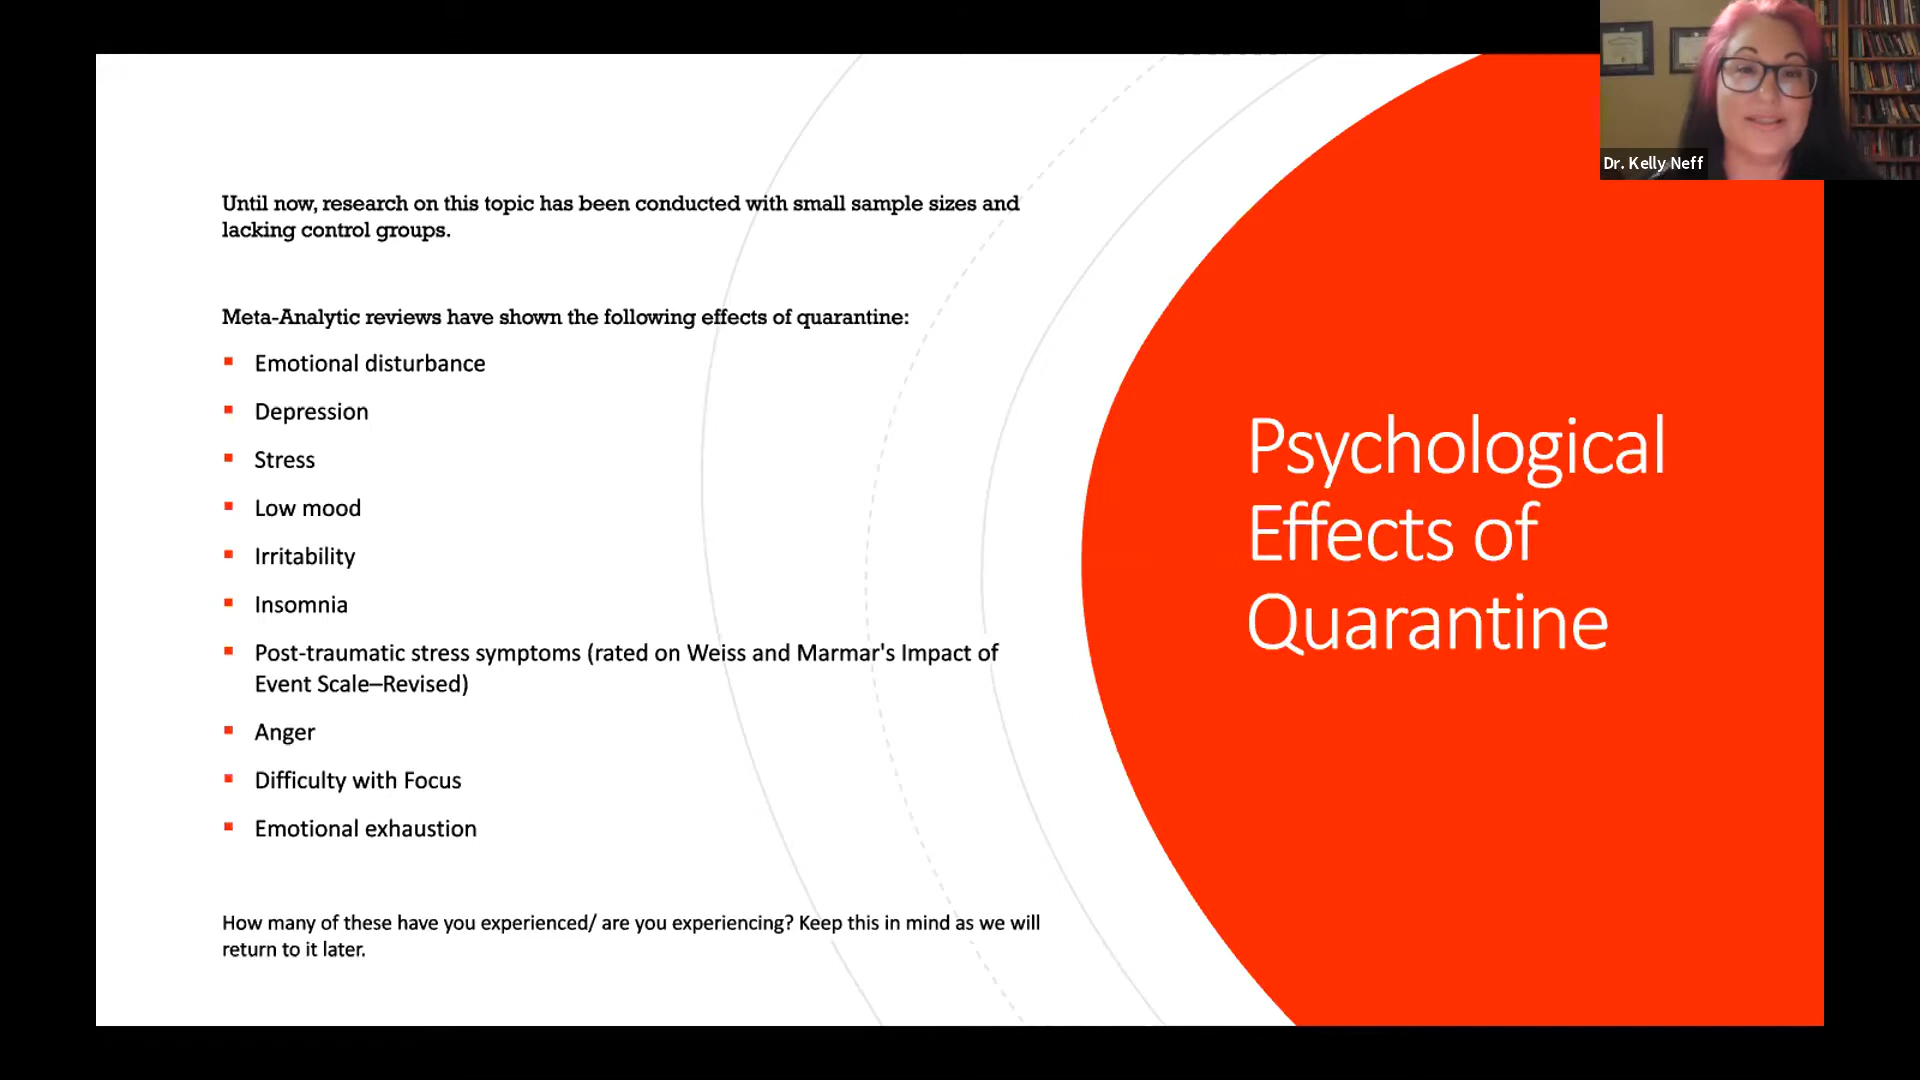 Until now, research on this topic has been conducted with small sample sizes and
lacking control groups.
Meta-Analytic reviews have shown the following effects of quarantine:
Emotional disturbance
Depression
Stress
Low mood
Irritability
Insomnia
Post-traumatic stress symptoms (rated on Weiss and Marmar's Impact of
Event Scale–Revised)
Anger
Difficulty with Focus
Emotional exhaustion
How many of these have you experienced/ are you experiencing? Keep this in mind as we will
return to it later.
Psychological
Effects of
Quarantine
Dr. Kelly Neff